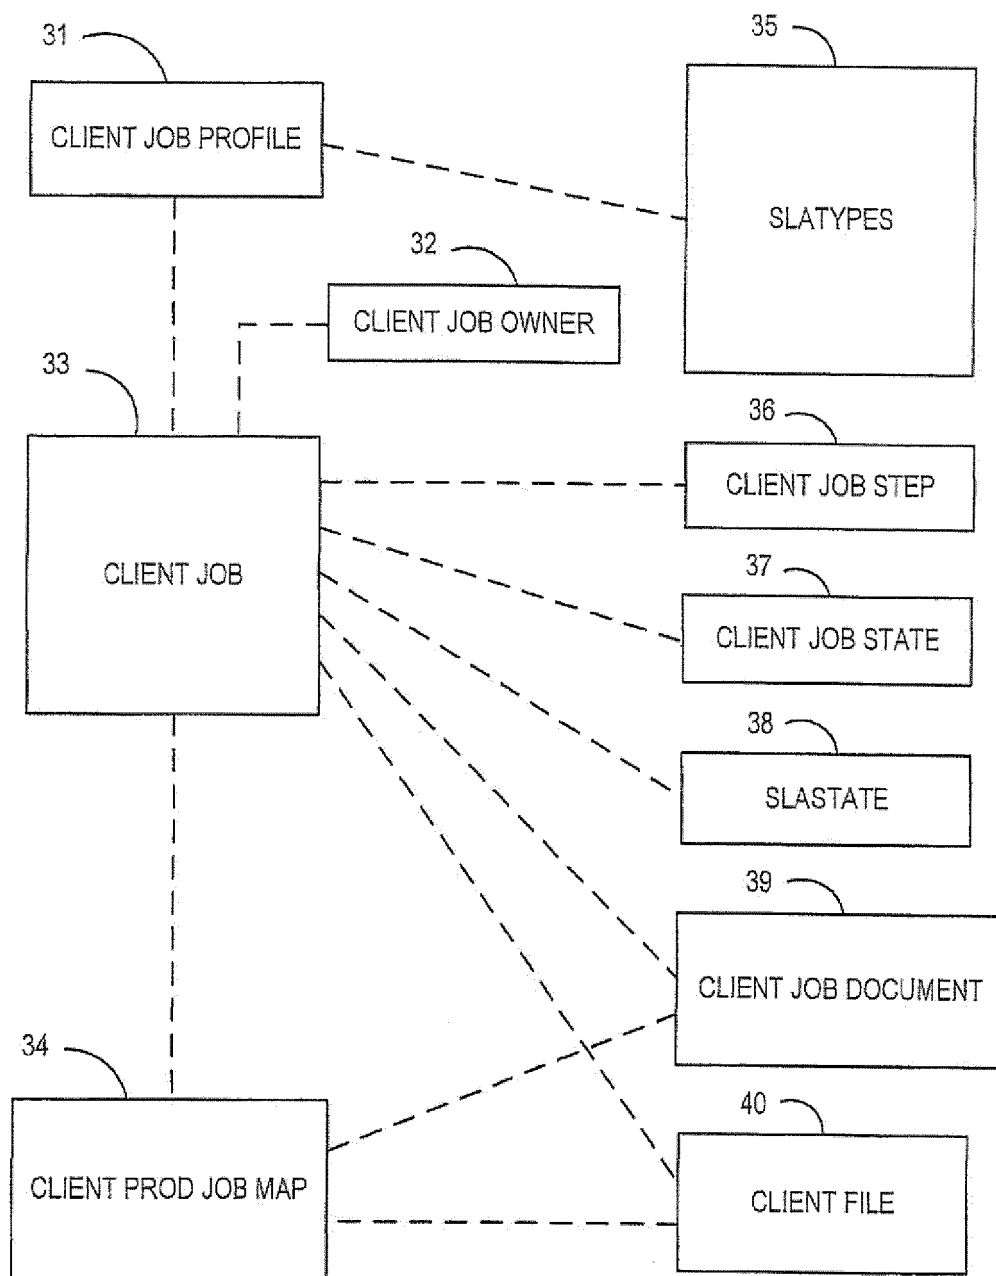 31
CLIENT JOB PROFILE
35
SLATYPES
32
CLIENT JOB OWNER
33
CLIENT JOB
36
CLIENT JOB STEP
37
CLIENT JOB STATE
38
SLASTATE
39
CLIENT JOB DOCUMENT
34
CLIENT PROD JOB MAP
40
CLIENT FILE